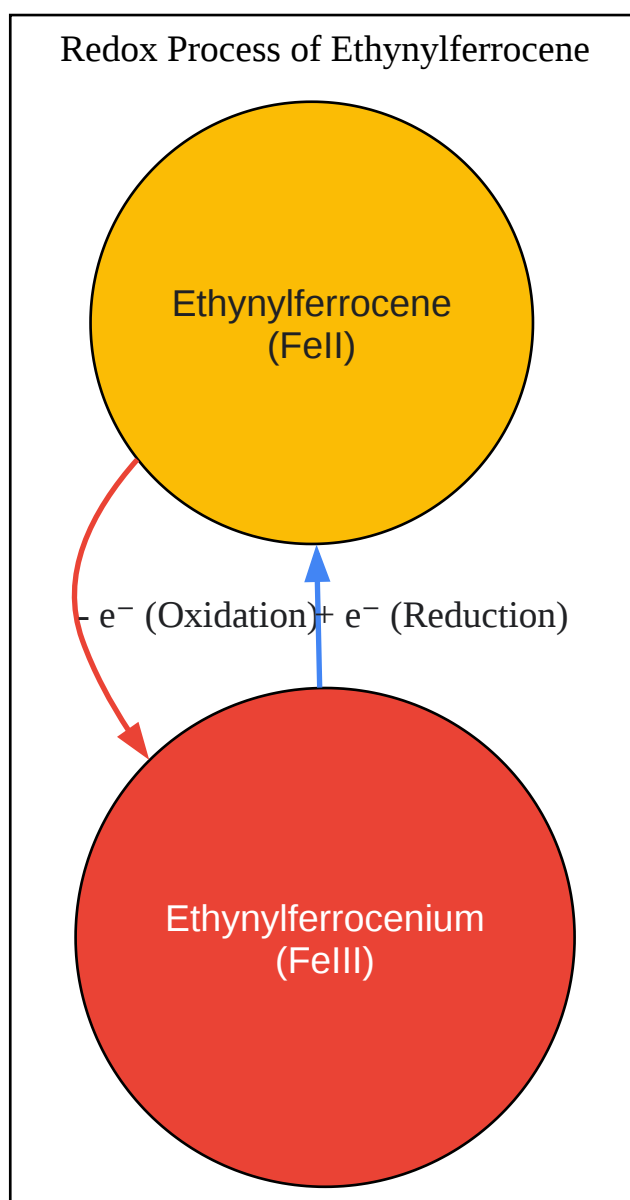 Redox Process of Ethynylferrocene
Ethynylferrocene
(FeII)
- e⁻ (Oxidation)
+ e⁻ (Reduction)
Ethynylferrocenium
(FeIII)